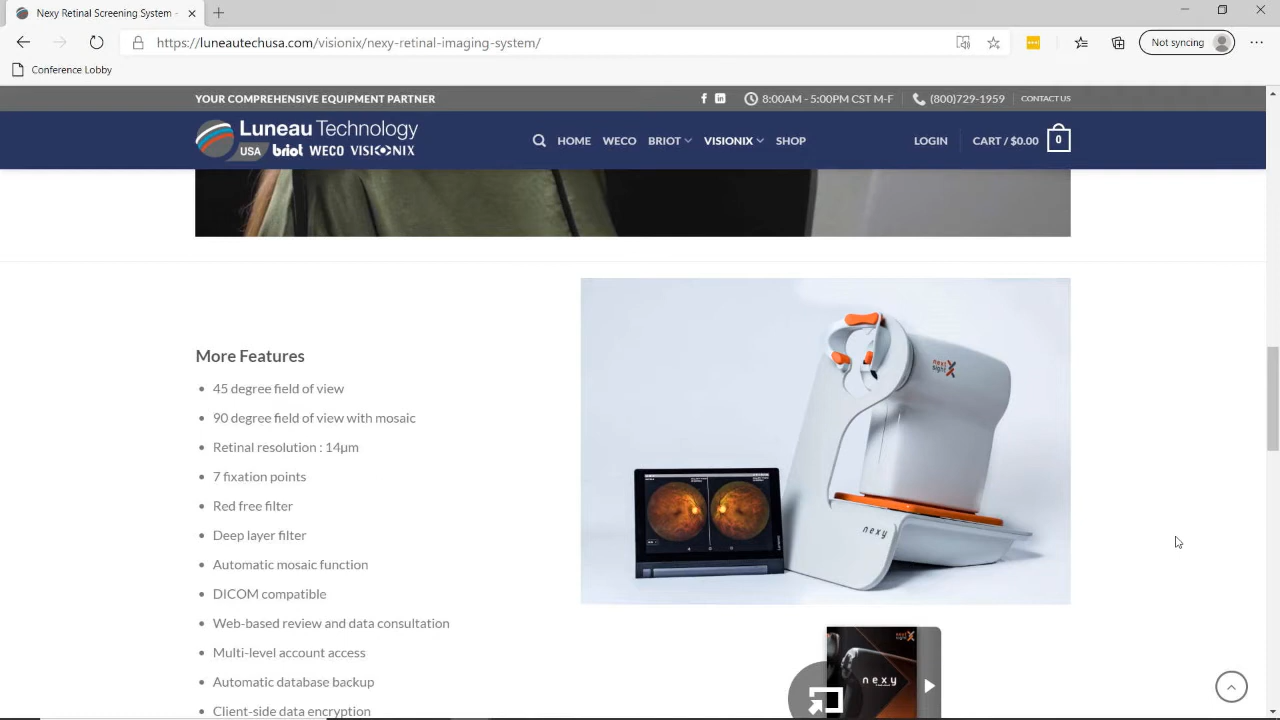 Nexy Retinal Screening System -
https://luneautechusa.com/visionix/nexy-retinal-imaging-system/
Not syncing
Conference Lobby
YOUR COMPREHENSIVE EQUIPMENT PARTNER
8:00AM - 5:00PM CST M-F
(800)729-1959
CONTACT US
Luneau Technology
USA briot WECO VISIONIX
HOME
WECO
BRIOT
VISIONIX
SHOP
LOGIN
CART / $0.00
0
More Features
45 degree field of view
90 degree field of view with mosaic
Retinal resolution : 14µm
7 fixation points
Red free filter
Deep layer filter
Automatic mosaic function
DICOM compatible
Web-based review and data consultation
Multi-level account access
Automatic database backup
Client-side data encryption
next sight
nexy
next sight
nexy